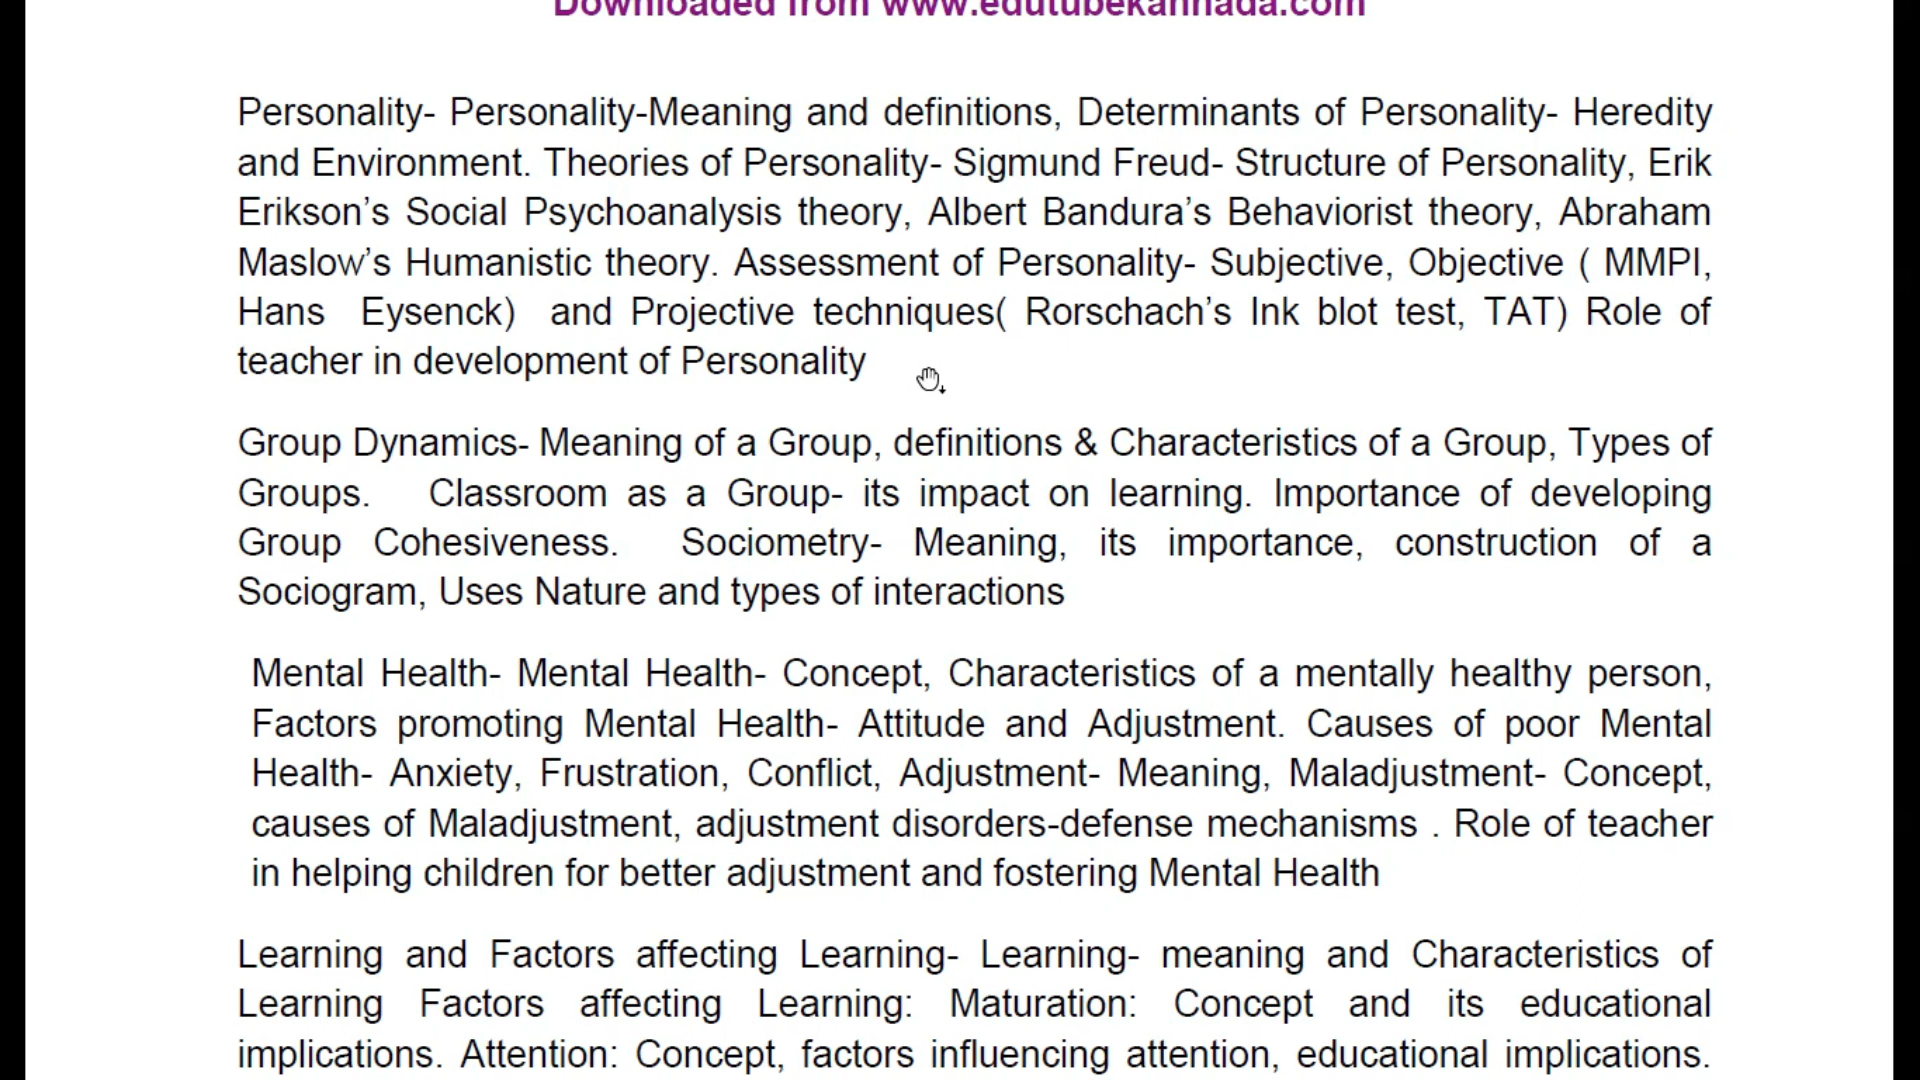 Downloaded from www.edutubekannada.com
Personality- Personality-Meaning and definitions, Determinants of Personality- Heredity
and Environment. Theories of Personality- Sigmund Freud- Structure of Personality, Erik
Erikson’s Social Psychoanalysis theory, Albert Bandura’s Behaviorist theory, Abraham
Maslow’s Humanistic theory. Assessment of Personality- Subjective, Objective ( MMPI,
Hans Eysenck) and Projective techniques( Rorschach’s Ink blot test, TAT) Role of
teacher in development of Personality
Group Dynamics- Meaning of a Group, definitions & Characteristics of a Group, Types of
Groups. Classroom as a Group- its impact on learning. Importance of developing
Group Cohesiveness. Sociometry- Meaning, its importance, construction of a
Sociogram, Uses Nature and types of interactions
Mental Health- Mental Health- Concept, Characteristics of a mentally healthy person,
Factors promoting Mental Health- Attitude and Adjustment. Causes of poor Mental
Health- Anxiety, Frustration, Conflict, Adjustment- Meaning, Maladjustment- Concept,
causes of Maladjustment, adjustment disorders-defense mechanisms . Role of teacher
in helping children for better adjustment and fostering Mental Health
Learning and Factors affecting Learning- Learning- meaning and Characteristics of
Learning Factors affecting Learning: Maturation: Concept and its educational
implications. Attention: Concept, factors influencing attention, educational implications.